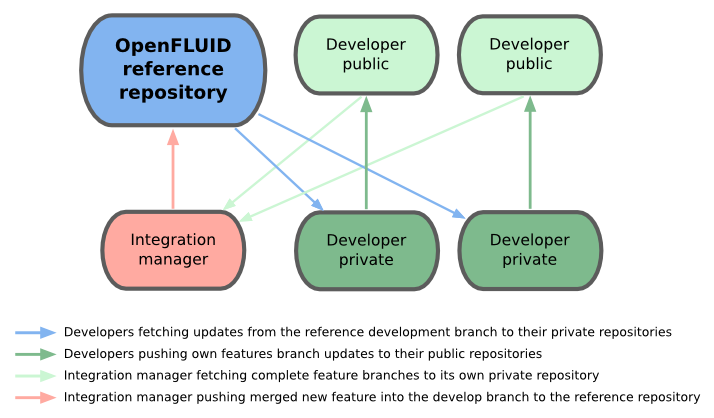 OpenFLUID
reference
repository
Developer
public
Developer
public
Integration
manager
Developer
private
Developer
private
Developers fetching updates from the reference development branch to their private repositories
Developers pushing own features branch updates to their public repositories
Integration manager fetching complete feature branches to its own private repository
Integration manager pushing merged new feature into the develop branch to the reference repository